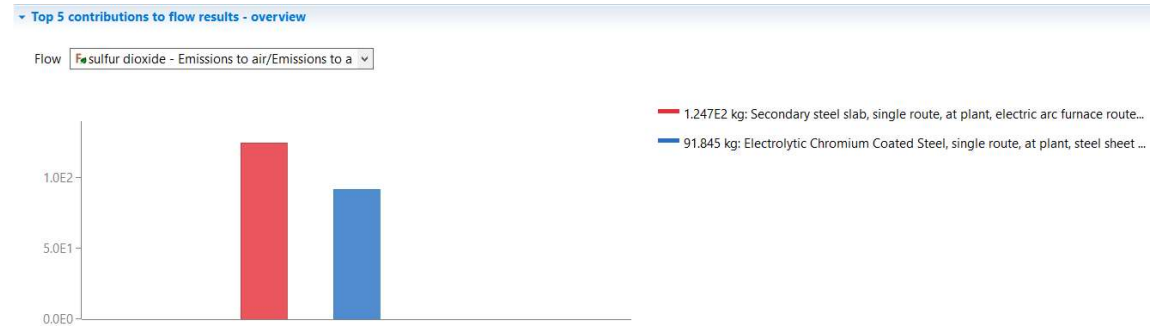 Top 5 contributions to flow results - overview
Flow sulfur dioxide - Emissions to air/Emissions to a
1.247E2 kg: Secondary steel slab, single route, at plant, electric arc furnace route...
91.845 kg: Electrolytic Chromium Coated Steel, single route, at plant, steel sheet ...
1.0E2
5.0E1
0.0E0